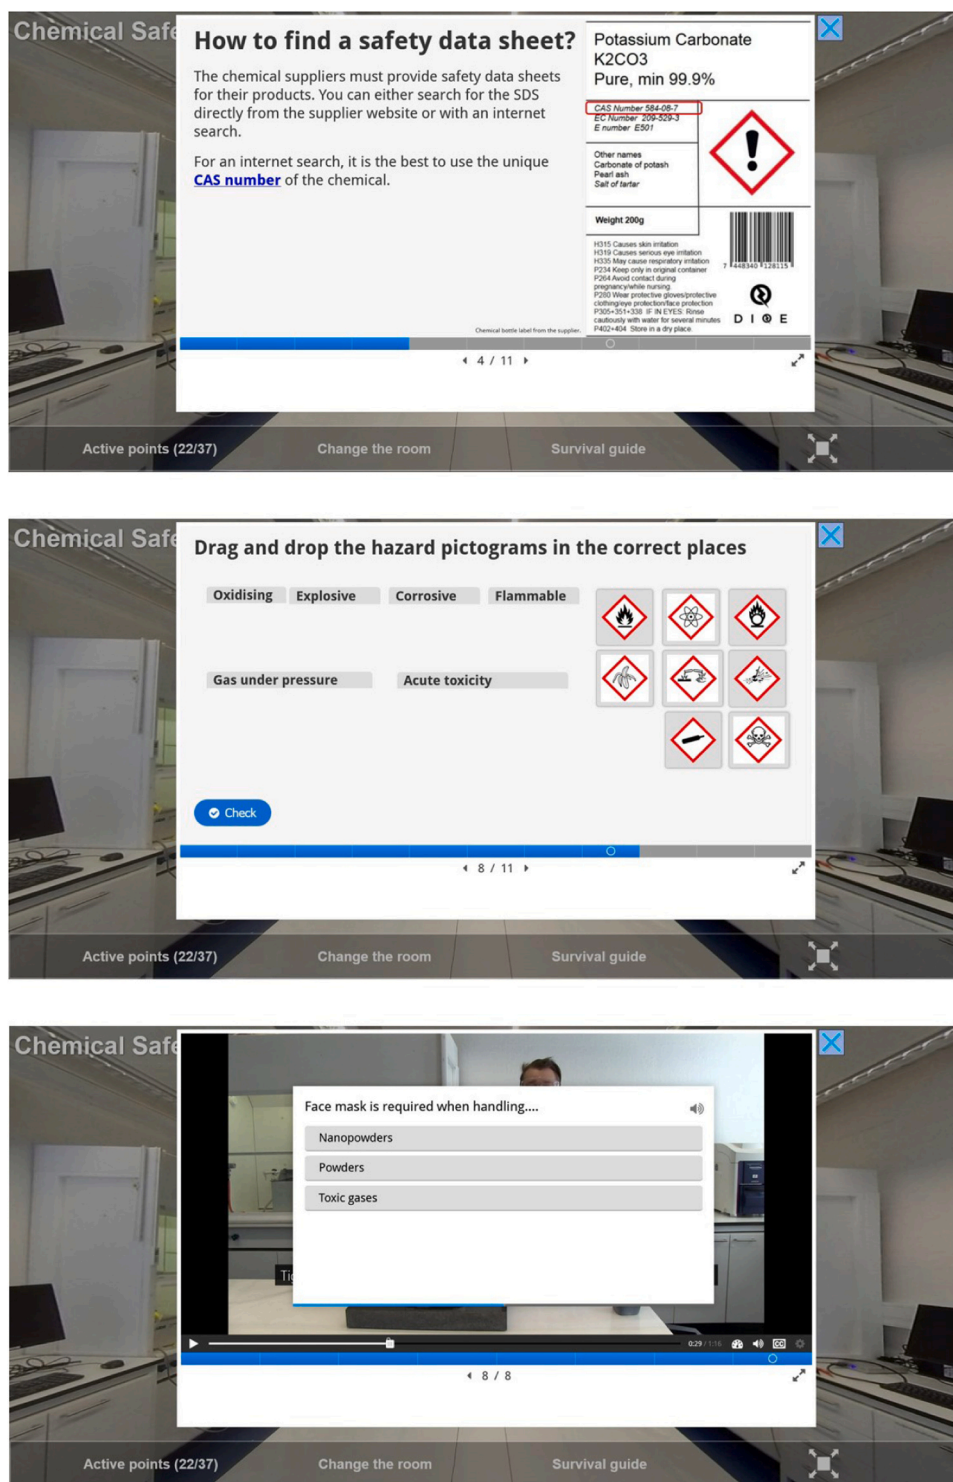 Chemical Safe
How to find a safety data sheet?
The chemical suppliers must provide safety data sheets
for their products. You can either search for the SDS
directly from the supplier website or with an internet
search.
For an internet search, it is the best to use the unique
CAS number of the chemical.
Chemical bottle label from the supplier.
Potassium Carbonate
K2CO3
Pure, min 99.9%
CAS Number 584-08-7
EC Number 209-529-3
E number E501
Other names
Carbonate of potash
Pearl ash
Salt of tartar
Weight 200g
H315 Causes skin irritation
H319 Causes serious eye irritation
H335 May cause respiratory irritation
P234 Keep only in original container
P264 Avoid contact during
pregnancy/while nursing.
P280 Wear protective gloves/protective
clothing/eye protection/face protection
P305+351+338 IF IN EYES: Rinse
cautiously with water for several minutes
P402+404 Store in a dry place.
7 448340 128115
4 / 11
Active points (22/37)
Change the room
Survival guide
Chemical Safe
Drag and drop the hazard pictograms in the correct places
Oxidising
Explosive
Corrosive
Flammable
Gas under pressure
Acute toxicity
Check
8 / 11
Active points (22/37)
Change the room
Survival guide
Chemical Safe
Face mask is required when handling....
Nanopowders
Powders
Toxic gases
0:29 / 1:16
CC
8 / 8
Active points (22/37)
Change the room
Survival guide